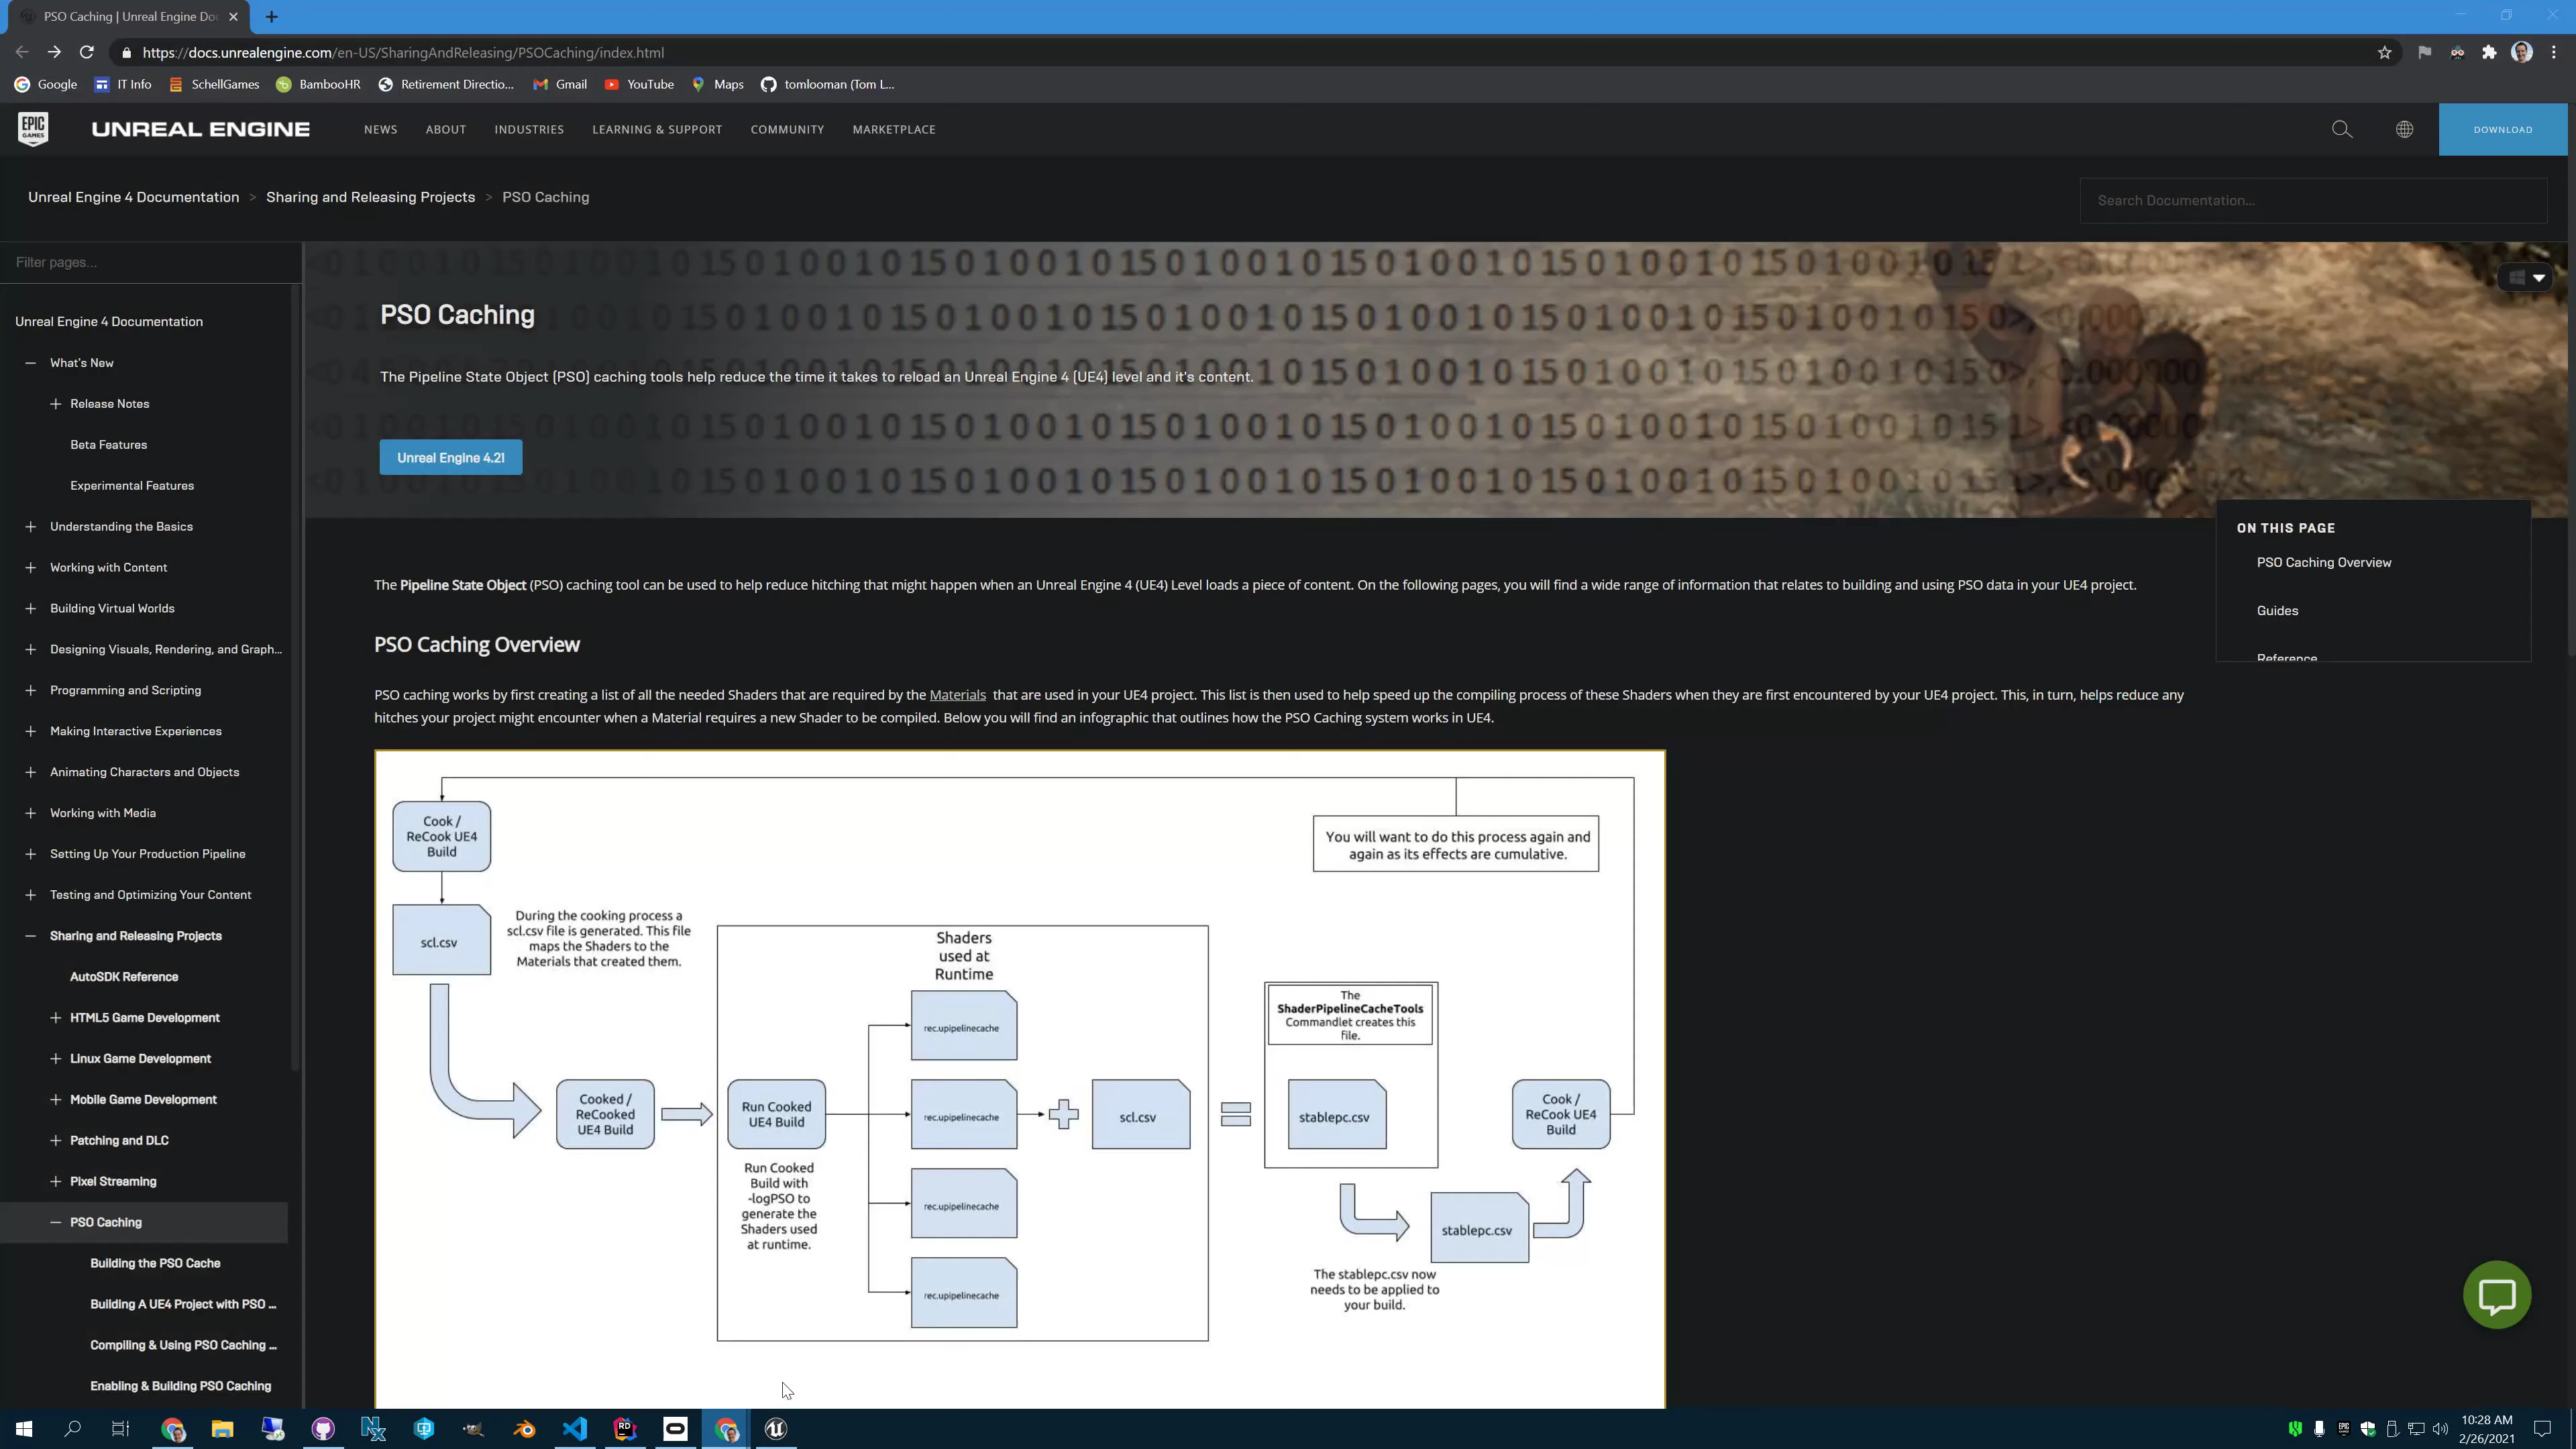 PSO Caching | Unreal Engine Do
https://docs.unrealengine.com/en-US/SharingAndReleasing/PSOCaching/index.html
Google IT Info SchellGames BambooHR Retirement Directio... Gmail YouTube Maps tomlooman (Tom L...
EPIC GAMES UNREAL ENGINE NEWS ABOUT INDUSTRIES LEARNING & SUPPORT COMMUNITY MARKETPLACE DOWNLOAD
Unreal Engine 4 Documentation > Sharing and Releasing Projects > PSO Caching
Search Documentation...
Filter pages...
Unreal Engine 4 Documentation
What's New
Release Notes
Beta Features
Experimental Features
Understanding the Basics
Working with Content
Building Virtual Worlds
Designing Visuals, Rendering, and Graph...
Programming and Scripting
Making Interactive Experiences
Animating Characters and Objects
Working with Media
Setting Up Your Production Pipeline
Testing and Optimizing Your Content
Sharing and Releasing Projects
AutoSDK Reference
HTML5 Game Development
Linux Game Development
Mobile Game Development
Patching and DLC
Pixel Streaming
PSO Caching
Building the PSO Cache
Building A UE4 Project with PSO ...
Compiling & Using PSO Caching ...
Enabling & Building PSO Caching
PSO Caching
The Pipeline State Object (PSO) caching tools help reduce the time it takes to reload an Unreal Engine 4 (UE4) level and it's content.
Unreal Engine 4.21
ON THIS PAGE
PSO Caching Overview
Guides
Reference
The Pipeline State Object (PSO) caching tool can be used to help reduce hitching that might happen when an Unreal Engine 4 (UE4) Level loads a piece of content. On the following pages, you will find a wide range of information that relates to building and using PSO data in your UE4 project.
PSO Caching Overview
PSO caching works by first creating a list of all the needed Shaders that are required by the Materials that are used in your UE4 project. This list is then used to help speed up the compiling process of these Shaders when they are first encountered by your UE4 project. This, in turn, helps reduce any
hitches your project might encounter when a Material requires a new Shader to be compiled. Below you will find an infographic that outlines how the PSO Caching system works in UE4.
Cook /
ReCook UE4
Build
You will want to do this process again and
again as its effects are cumulative.
scl.csv
During the cooking process a
scl.csv file is generated. This file
maps the Shaders to the
Materials that created them.
Shaders
used at
Runtime
rec.upipelinecache
The
ShaderPipelineCacheTools
Commandlet creates this
file.
Cooked /
ReCooked
UE4 Build
Run Cooked
UE4 Build
rec.upipelinecache
scl.csv
stablepc.csv
Cook /
ReCook UE4
Build
Run Cooked
Build with
-logPSO to
generate the
Shaders used
at runtime.
rec.upipelinecache
stablepc.csv
rec.upipelinecache
The stablepc.csv now
needs to be applied to
your build.
10:28 AM
2/26/2021